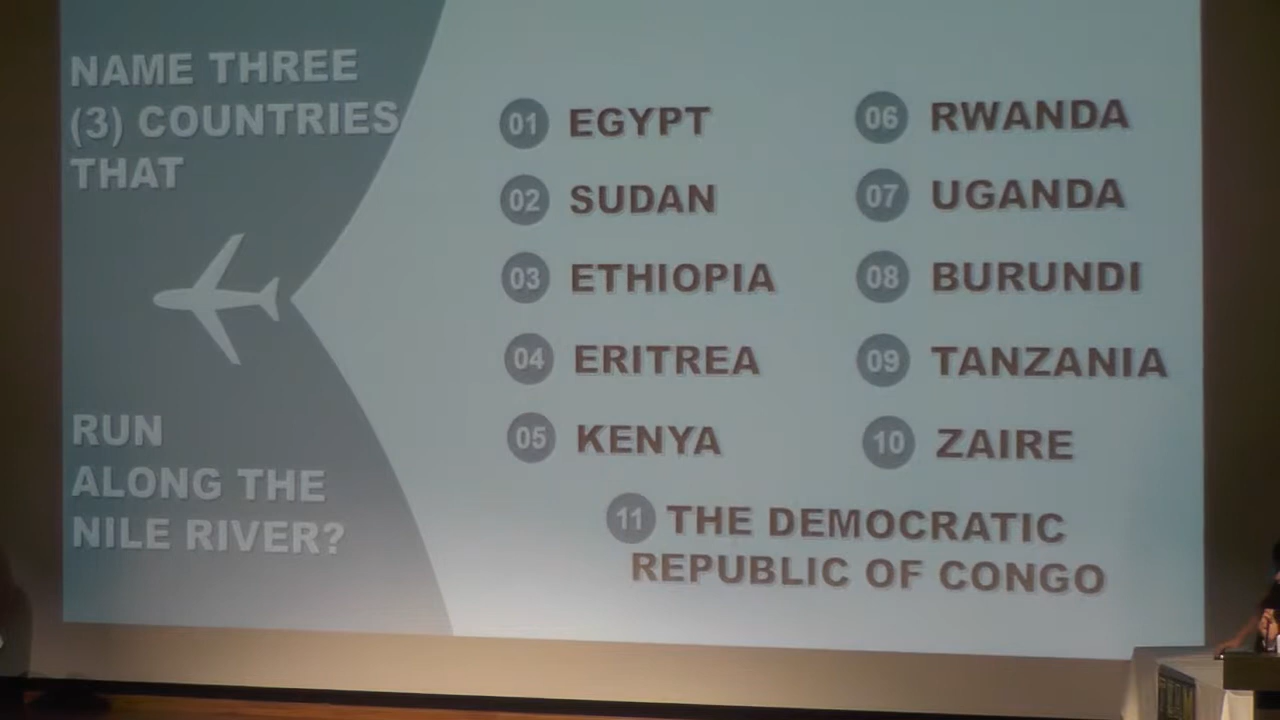 NAME THREE
(3) COUNTRIES
THAT
RUN
ALONG THE
NILE RIVER?
01 EGYPT
02 SUDAN
03 ETHIOPIA
04 ERITREA
05 KENYA
06 RWANDA
07 UGANDA
08 BURUNDI
09 TANZANIA
10 ZAIRE
11 THE DEMOCRATIC
REPUBLIC OF CONGO